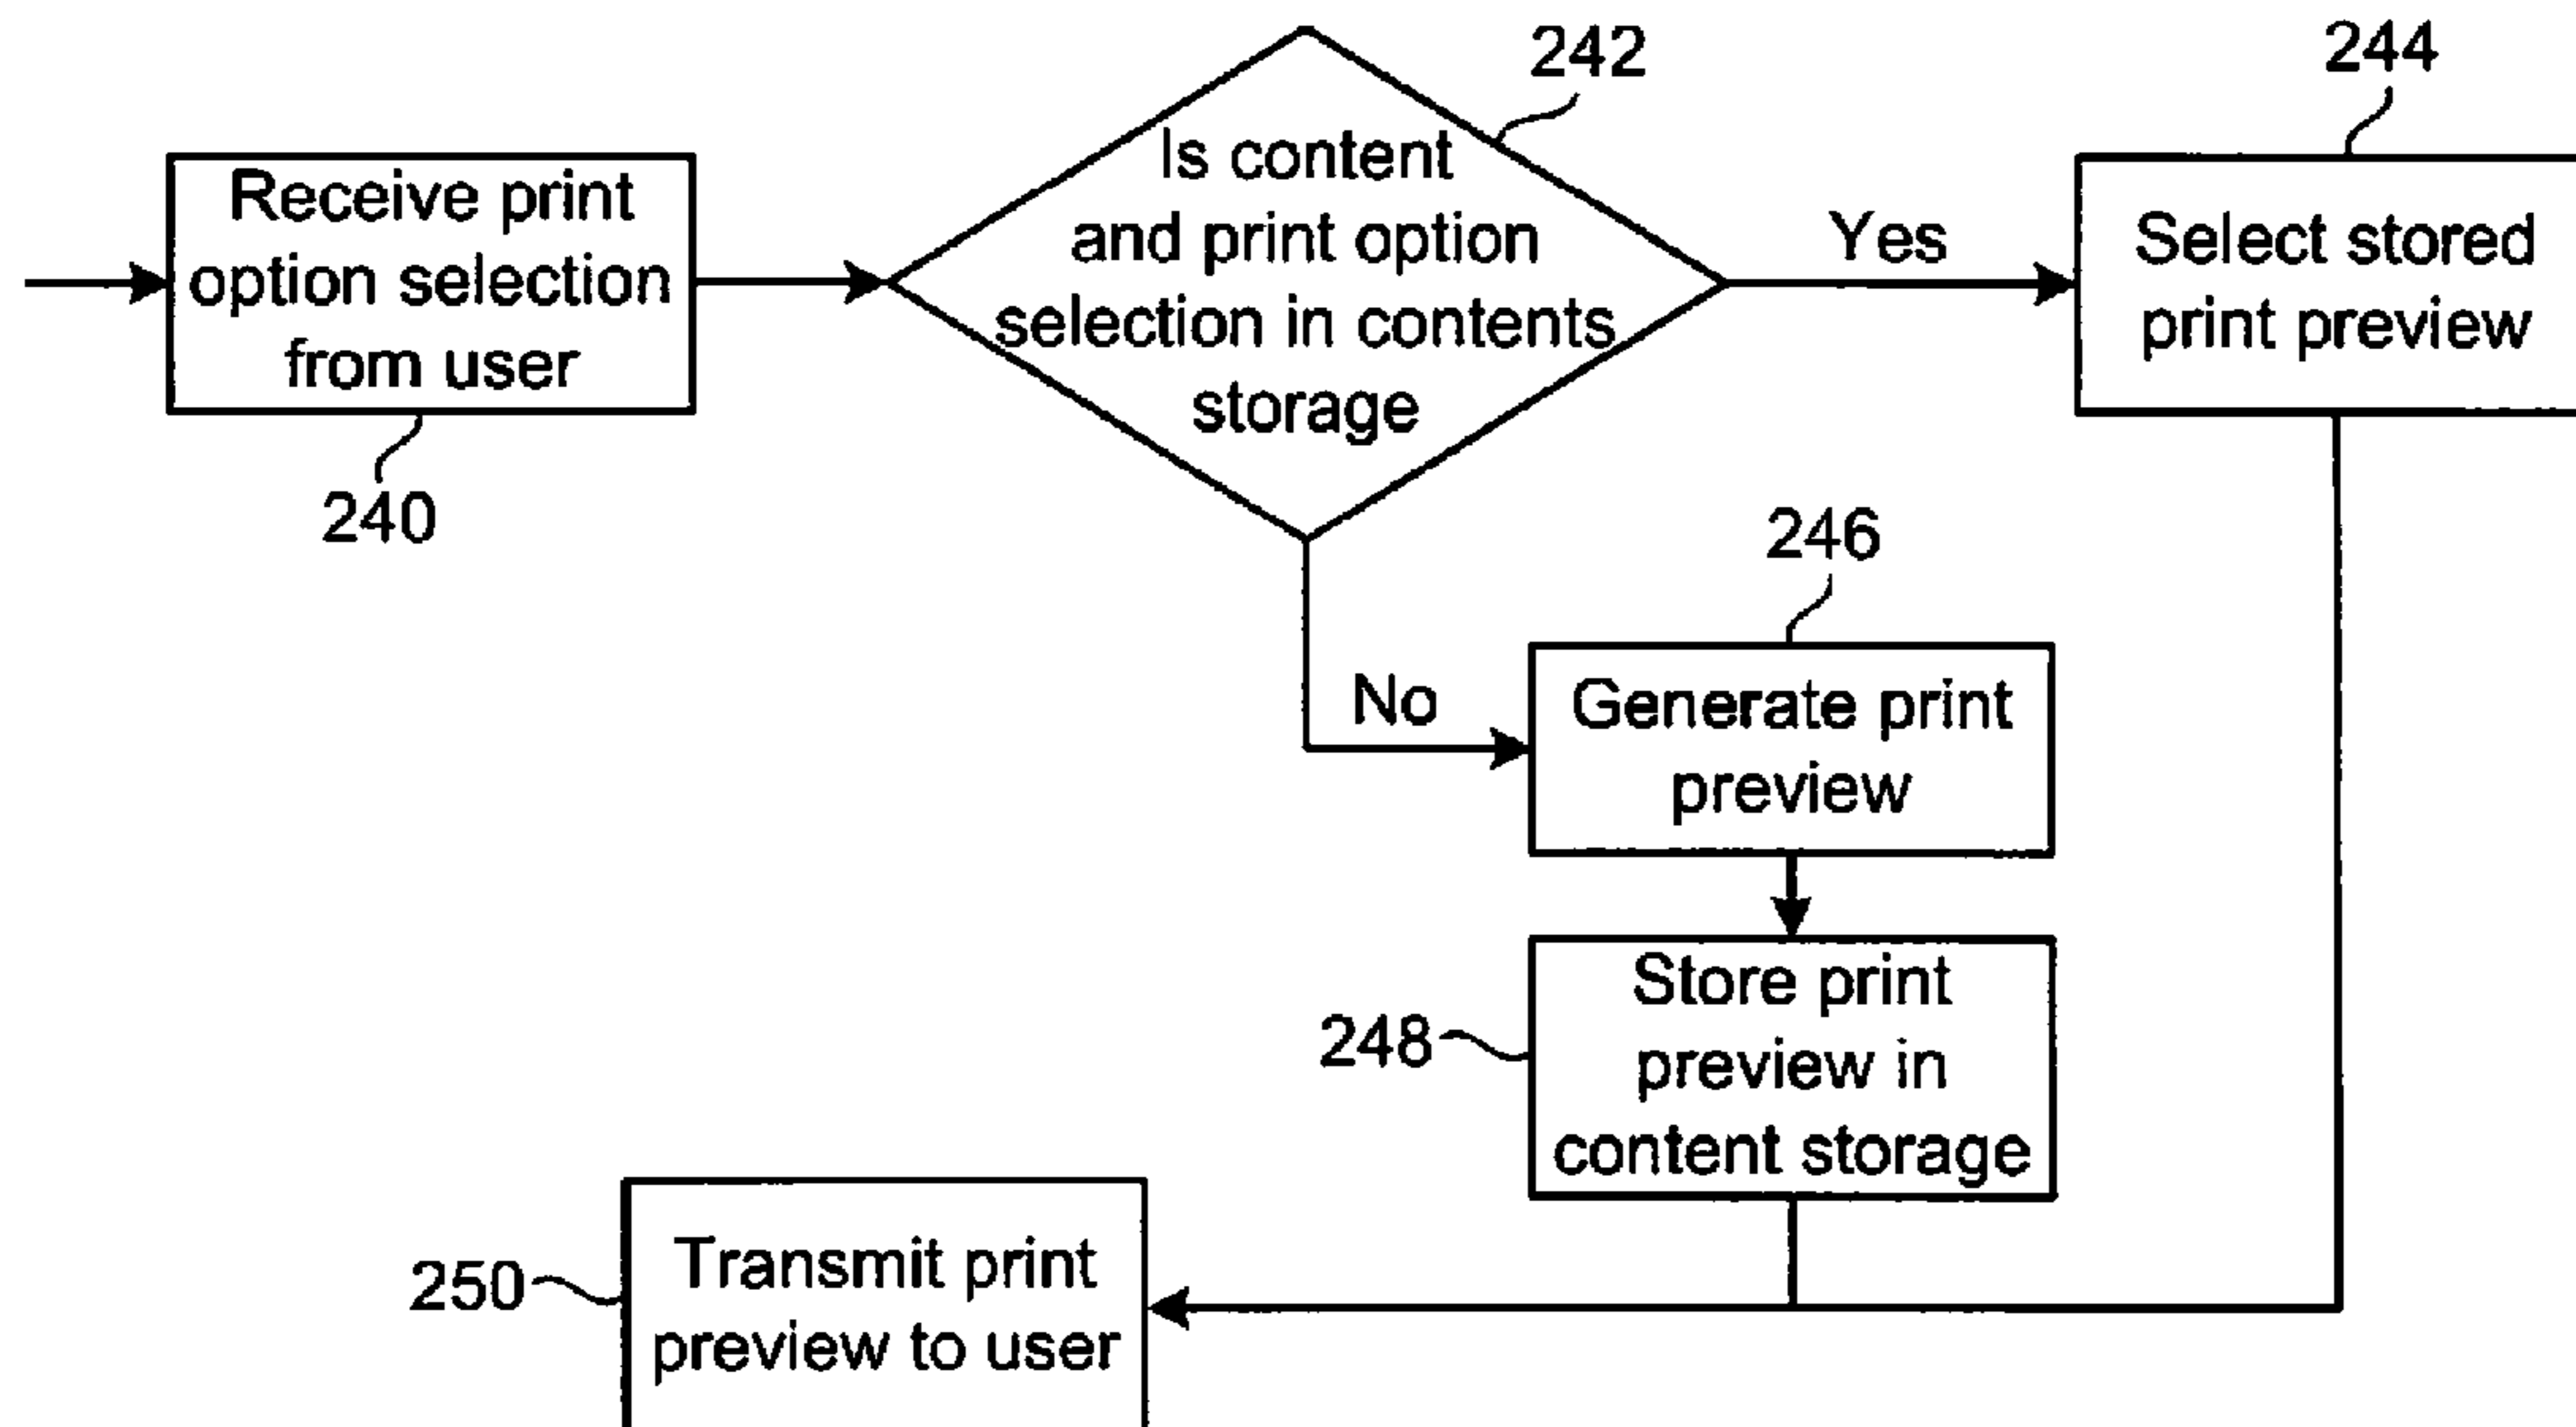 Receive print
option selection
from user
240
242
Is content
and print option
selection in contents
storage
Yes
244
Select stored
print preview
No
246
Generate print
preview
248
Store print
preview in
content storage
250
Transmit print
preview to user